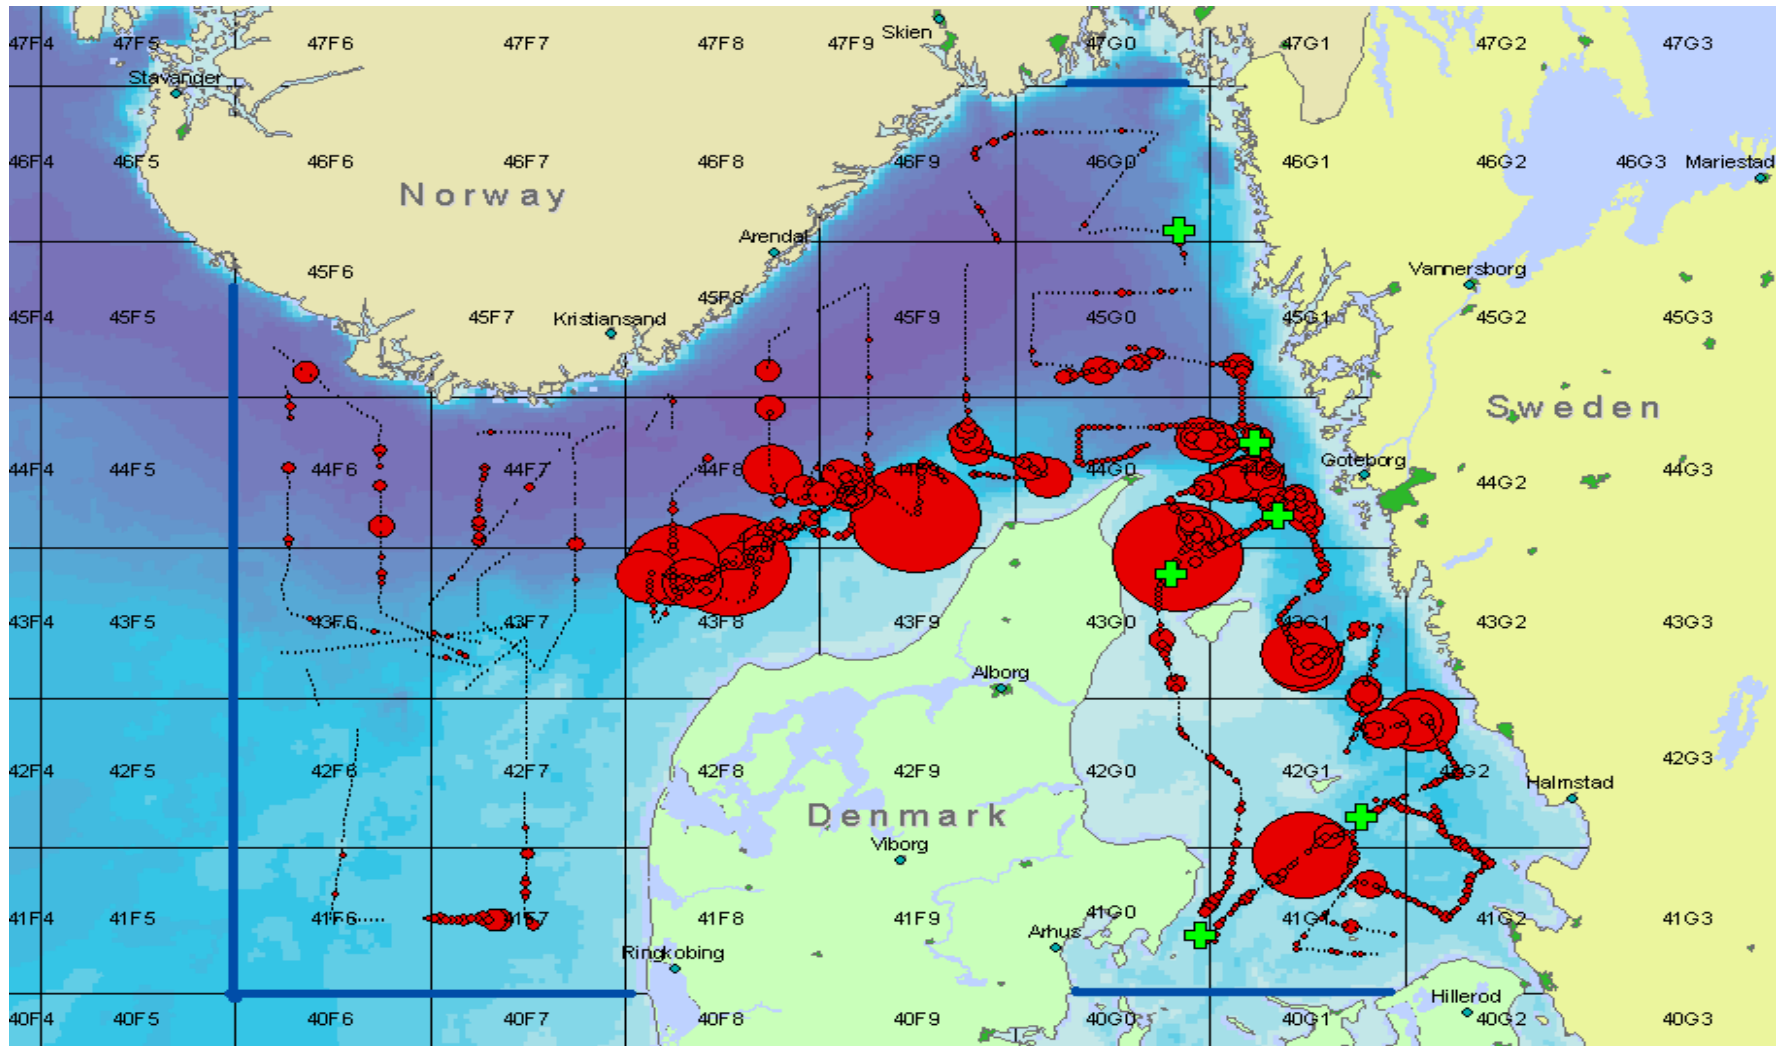 47F4 47F5 47F6 47F7 47F8 47F9 Skien 47G0 47G1 47G2 47G3
Stavander
46F4 46F5 46F6 46F7 46F8 46F9 46G0 46G1 46G2 46G3 Mariestad
Norway
Arendal
45F6 Vannersborg
45F8
45F4 45F5 45F7 Kristiansand 45F9 45G0 45G1 45G2 45G3
Sweden
44F4 44F5 44F6 44F7 44F8 44F9 44G0 44G1 Goteborg 44G2 44G3
43F4 43F5 43F6 43F7 43F8 43F9 43G0 43G1 43G2 43G3
Alborg
42F4 42F5 42F6 42F7 42F8 42F9 42G0 42G1 42G2 42G3
Halmstad
Denmark
Viborg
41F4 41F5 41F6 41F7 41F8 41F9 41G0 41G1 41G2 41G3
Arhus
Ringkobing
Hillerod
40F4 40F5 40F6 40F7 40F8 40F9 40G0 40G1 40G2 40G3